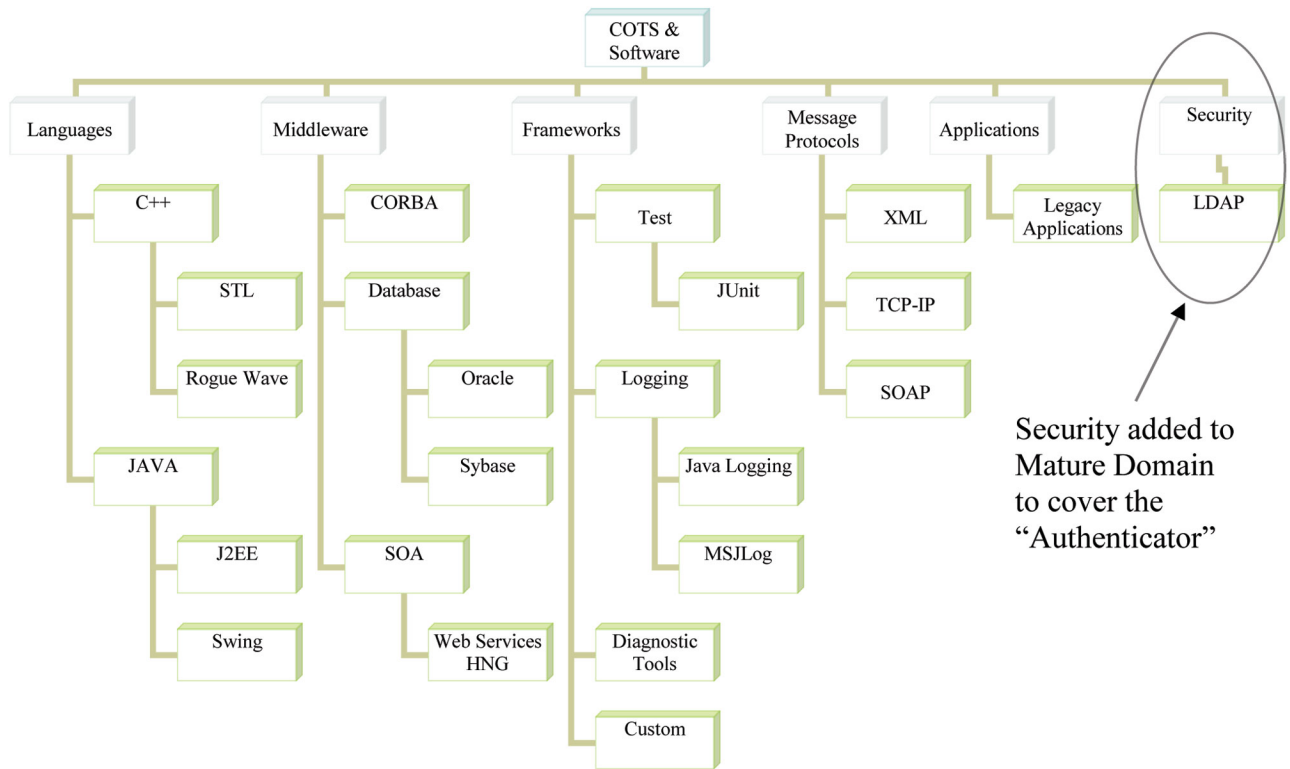 COTS &
Software
Languages
Middleware
Frameworks
Message
Protocols
Applications
Security
C++
CORBA
Test
XML
Legacy
Applications
LDAP
STL
Database
JUnit
TCP-IP
Rogue Wave
Oracle
Logging
SOAP
JAVA
Sybase
Java Logging
J2EE
SOA
MSJLog
Swing
Web Services
HNG
Diagnostic
Tools
Custom
Security added to
Mature Domain
to cover the
“Authenticator”